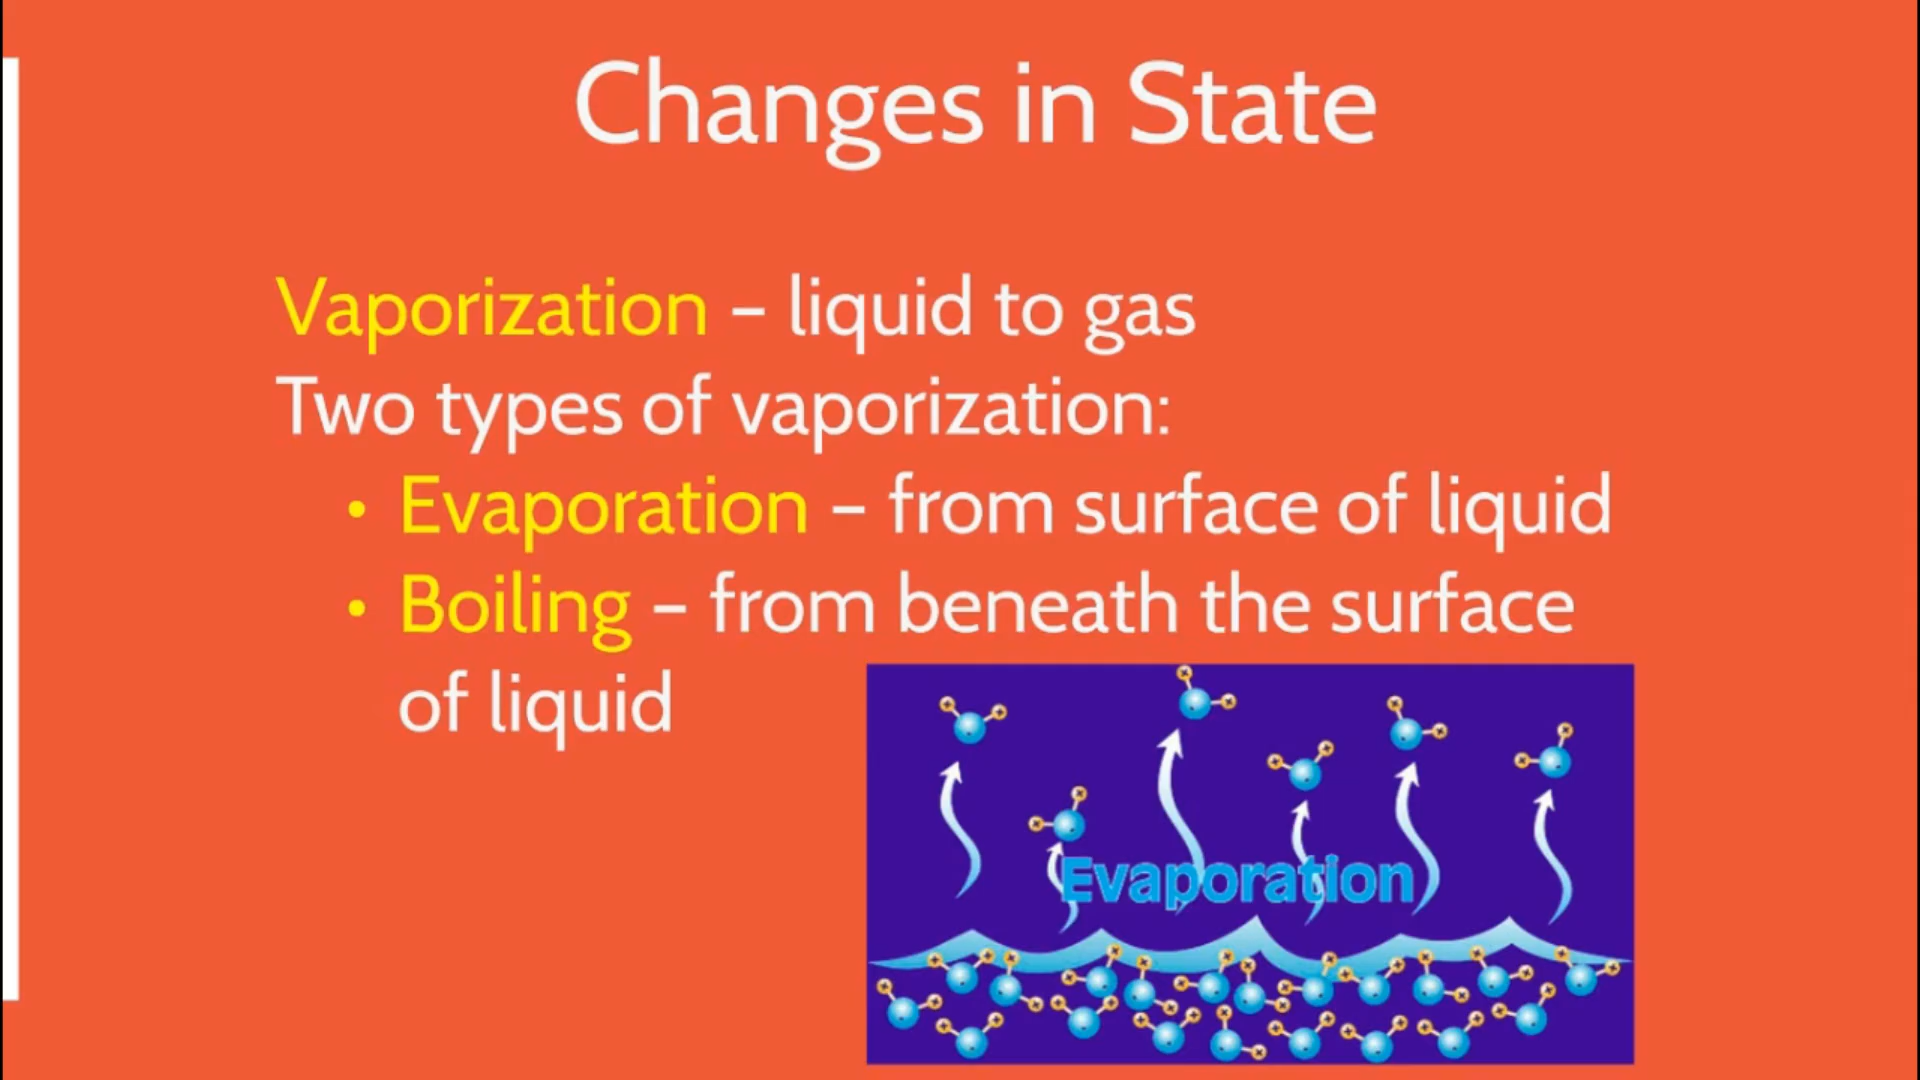 Changes in State
Vaporization – liquid to gas
Two types of vaporization:
• Evaporation – from surface of liquid
• Boiling – from beneath the surface
of liquid
Evaporation